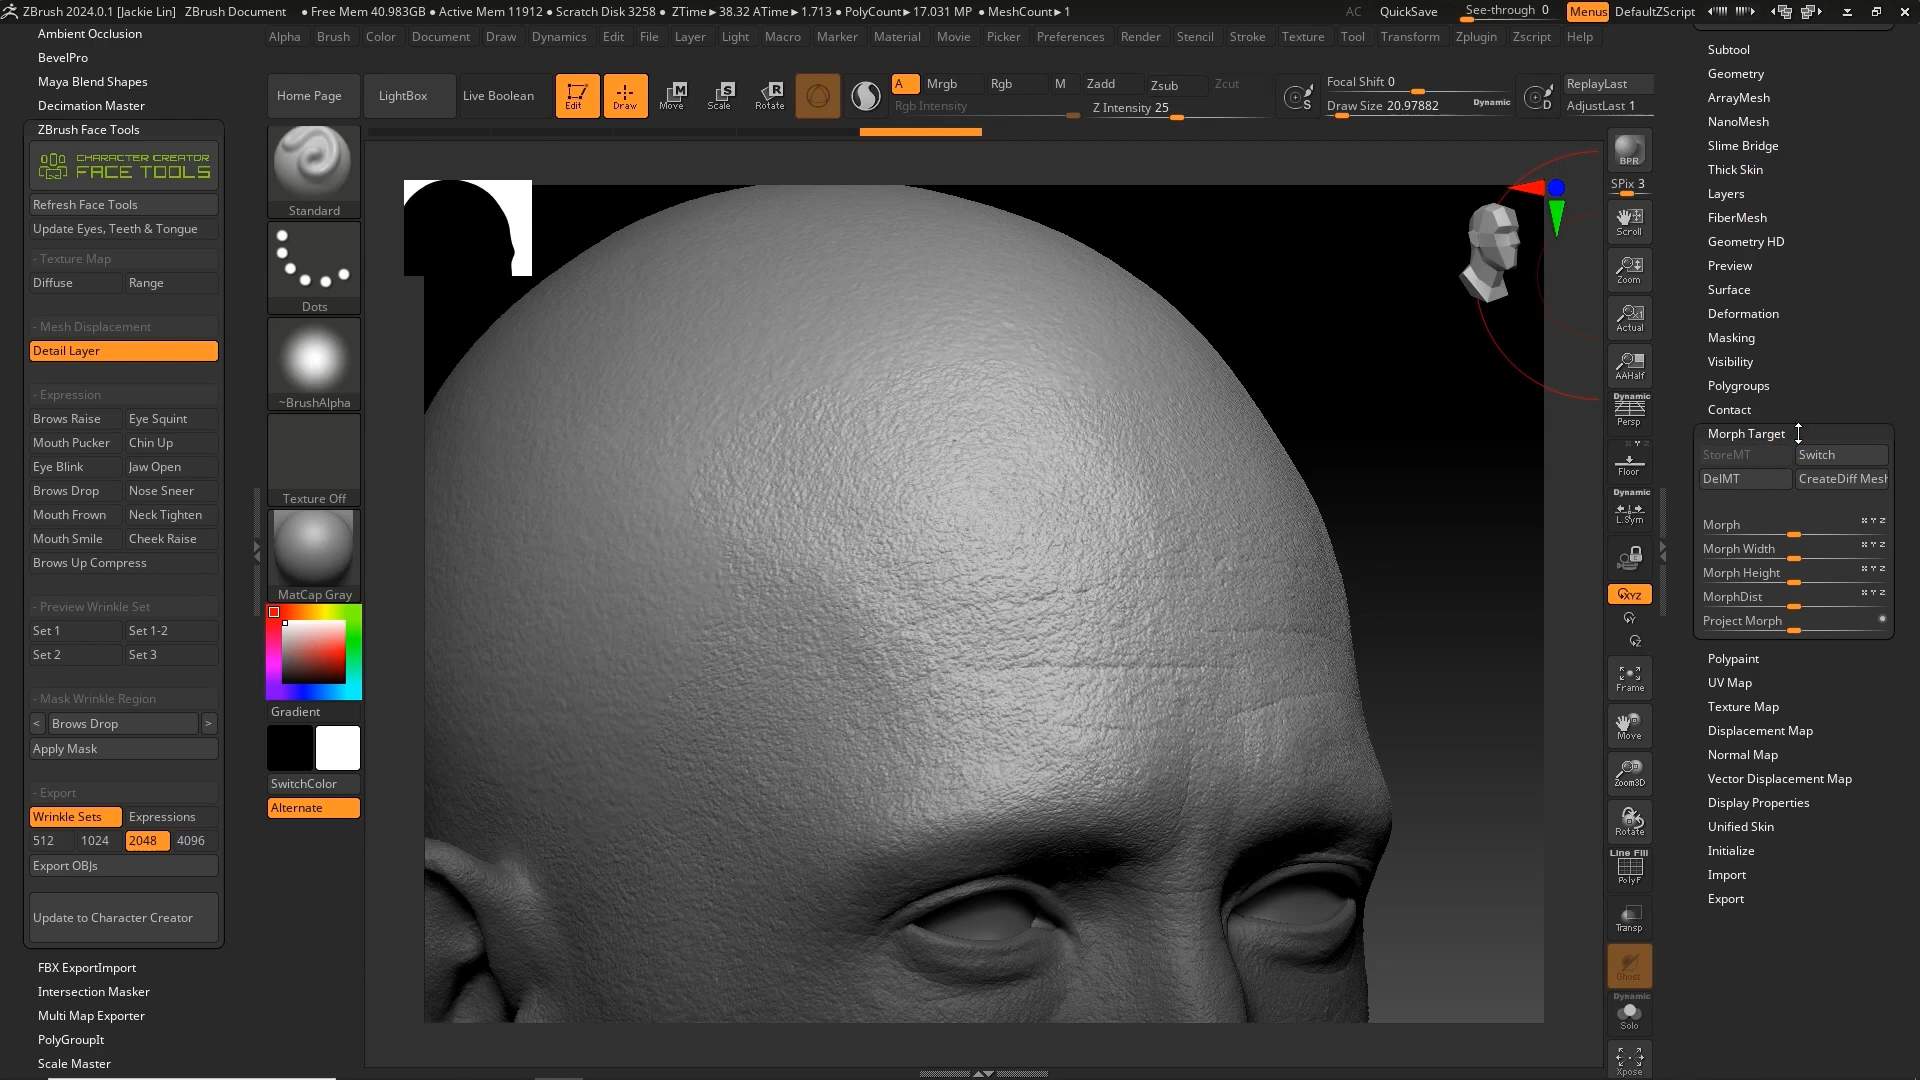 ZBrush 2024.0.1 [Jackie Lin] ZBrush Document • Free Mem 40.983GB • Active Mem 11912 • Scratch Disk 3258 • ZTime►38.32 ATime►1.713 • PolyCount►17.031 MP • MeshCount►1 AC QuickSave See-through 0 Menus DefaultZScript
Alpha Brush Color Document Draw Dynamics Edit File Layer Light Macro Marker Material Movie Picker Preferences Render Stencil Stroke Texture Tool Transform Zplugin Zscript Help
Home Page LightBox Live Boolean Edit Draw Move Scale Rotate A Mrgb Rgb M Zadd Zsub Zcut
Rgb Intensity Z Intensity 25
Focal Shift 0
Draw Size 20.97882 Dynamic
ReplayLast
AdjustLast 1
Ambient Occlusion
BevelPro
Maya Blend Shapes
Decimation Master
ZBrush Face Tools
CHARACTER CREATOR
FACE TOOLS
Refresh Face Tools
Update Eyes, Teeth & Tongue
- Texture Map
Diffuse Range
- Mesh Displacement
Detail Layer
- Expression
Brows Raise Eye Squint
Mouth Pucker Chin Up
Eye Blink Jaw Open
Brows Drop Nose Sneer
Mouth Frown Neck Tighten
Mouth Smile Cheek Raise
Brows Up Compress
- Preview Wrinkle Set
Set 1 Set 1-2
Set 2 Set 3
- Mask Wrinkle Region
< Brows Drop >
Apply Mask
- Export
Wrinkle Sets Expressions
512 1024 2048 4096
Export OBJs
Update to Character Creator
FBX ExportImport
Intersection Masker
Multi Map Exporter
PolyGroupIt
Scale Master
Standard
Dots
~BrushAlpha
Texture Off
MatCap Gray
Gradient
SwitchColor
Alternate
BPR
SPix 3
Scroll
Zoom
Actual
AAHalf
Dynamic
Persp
Floor
Dynamic
L.Sym
XYZ
Frame
Move
Zoom3D
Rotate
Line Fill
PolyF
Transp
Ghost
Dynamic
Solo
Xpose
Subtool
Geometry
ArrayMesh
NanoMesh
Slime Bridge
Thick Skin
Layers
FiberMesh
Geometry HD
Preview
Surface
Deformation
Masking
Visibility
Polygroups
Contact
Morph Target
StoreMT Switch
DelMT CreateDiff Mesh
Morph X Y Z
Morph Width X Y Z
Morph Height X Y Z
MorphDist X Y Z
Project Morph
Polypaint
UV Map
Texture Map
Displacement Map
Normal Map
Vector Displacement Map
Display Properties
Unified Skin
Initialize
Import
Export